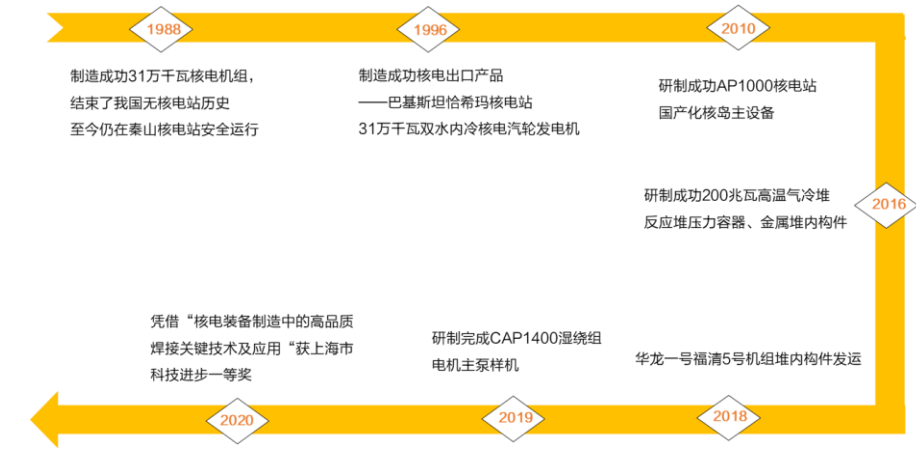 1988
制造成功31万千瓦核电机组，
结束了我国无核电站历史
至今仍在秦山核电站安全运行
1996
制造成功核电出口产品
——巴基斯坦恰希玛核电站
31万千瓦双水内冷核电汽轮发电机
2010
研制成功AP1000核电站
国产化核岛主设备
2016
研制成功200兆瓦高温气冷堆
反应堆压力容器、金属堆内构件
2018
华龙一号福清5号机组堆内构件发运
2019
研制完成CAP1400湿绕组
电机主泵样机
2020
凭借“核电装备制造中的高品质
焊接关键技术及应用“获上海市
科技进步一等奖